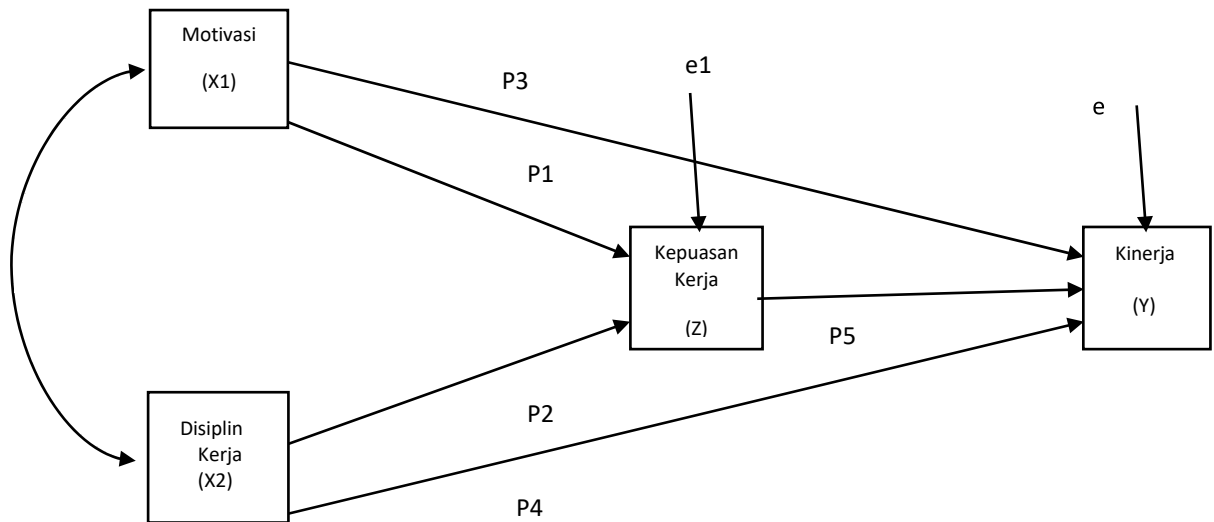 Motivasi
(X1)
P3
e1
e
P1
Kepuasan
Kerja
(Z)
Kinerja
(Y)
P5
Disiplin
Kerja
(X2)
P2
P4